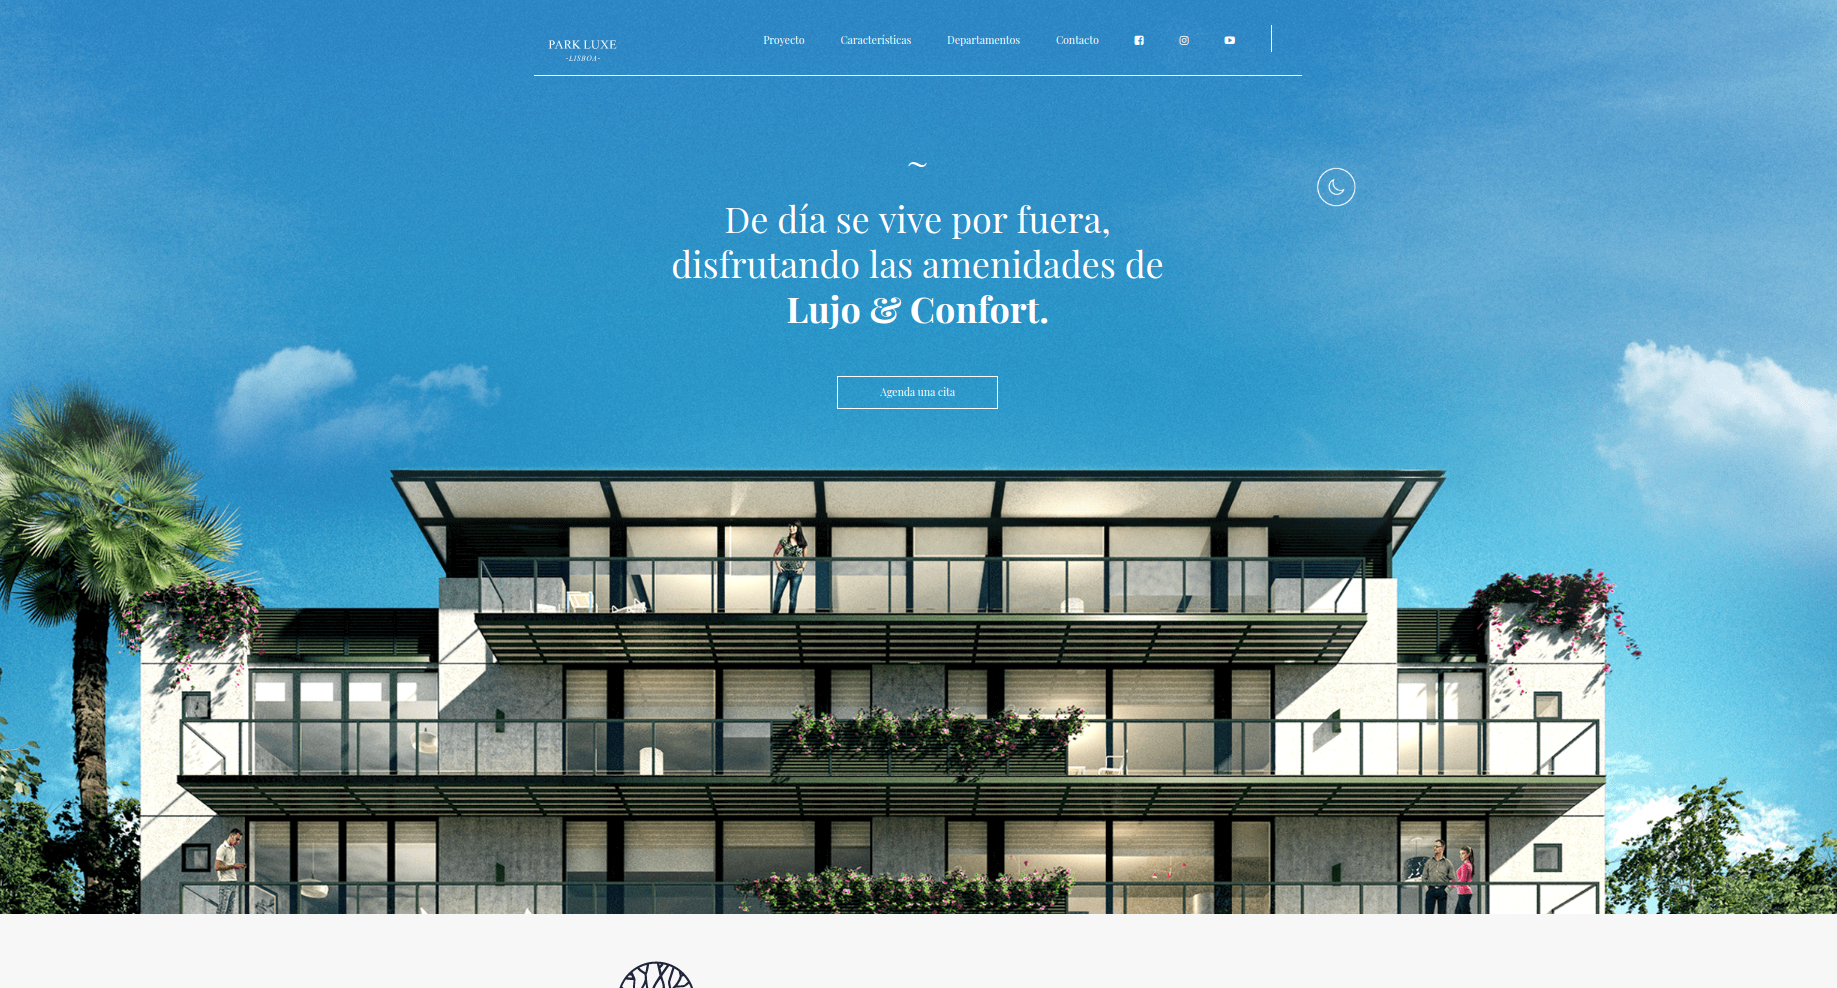 PARK LUXE
-LISBOA-
Proyecto Características Departamentos Contacto
~
De día se vive por fuera,
disfrutando las amenidades de
Lujo & Confort.
Agenda una cita